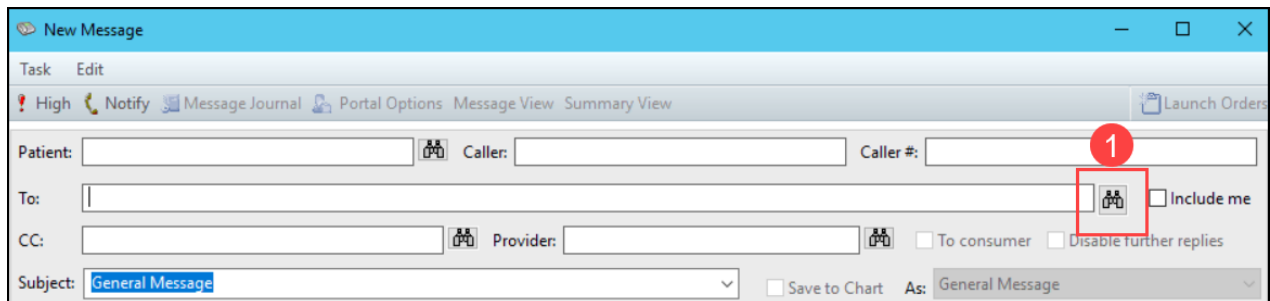 New Message
Task Edit
High Notify Message Journal Portal Options Message View Summary View Launch Orders
1
Patient: Caller: Caller #:
To: Include me
CC: Provider: To consumer Disable further replies
Subject: General Message Save to Chart As: General Message